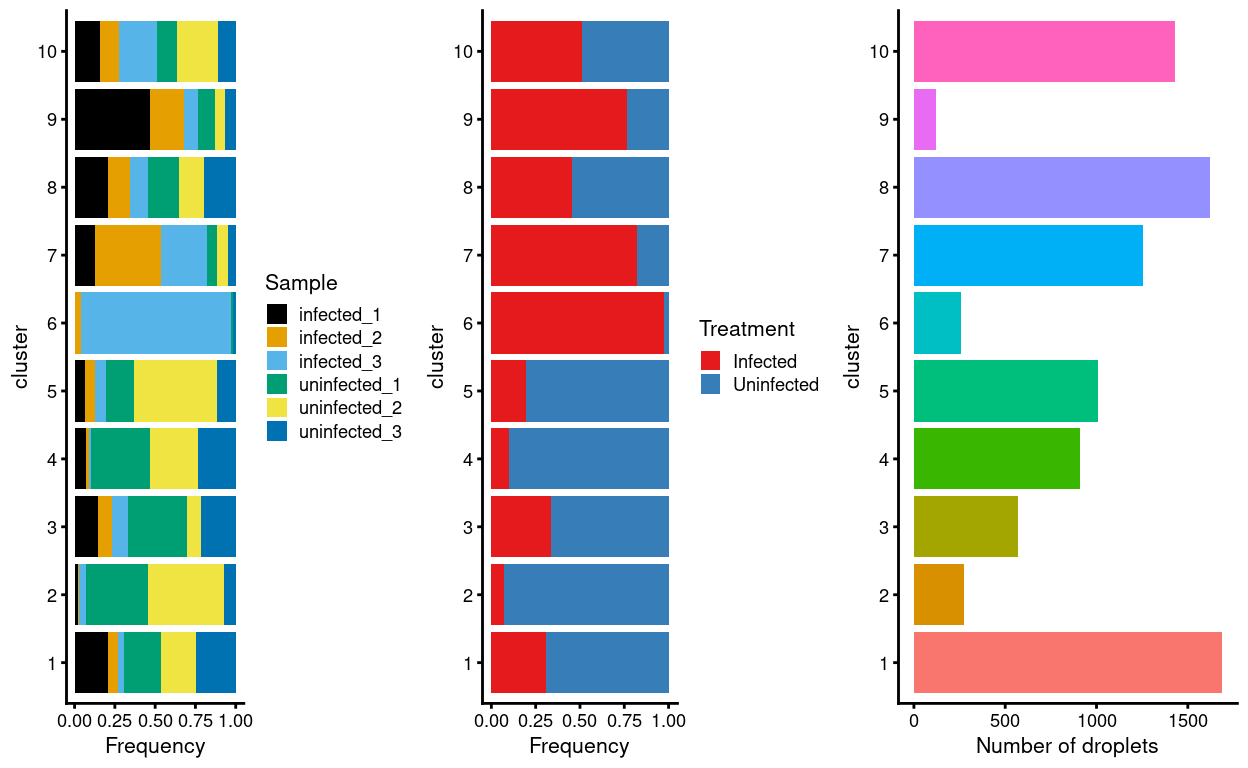 cluster
10
9
8
7
6
5
4
3
2
1
0.00 0.25 0.50 0.75 1.00
Frequency
Sample
infected_1
infected_2
infected_3
uninfected_1
uninfected_2
uninfected_3
cluster
10
9
8
7
6
5
4
3
2
1
0.00 0.25 0.50 0.75 1.00
Frequency
Treatment
Infected
Uninfected
cluster
10
9
8
7
6
5
4
3
2
1
0 500 1000 1500
Number of droplets